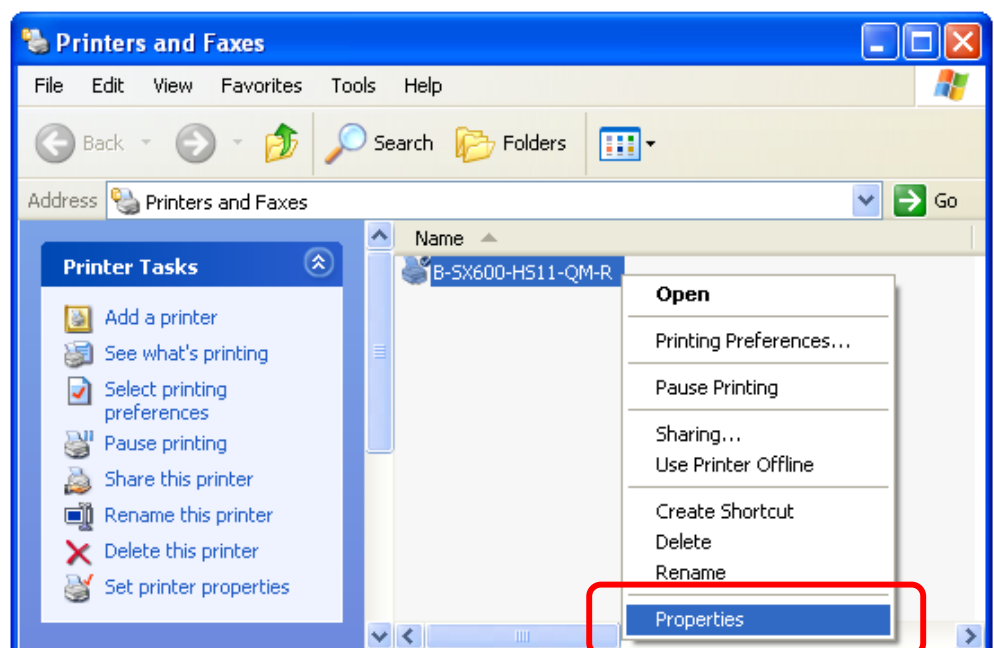 Printers and Faxes
File Edit View Favorites Tools Help
Back Search Folders
Address Printers and Faxes Go
Printer Tasks
Add a printer
See what's printing
Select printing
preferences
Pause printing
Share this printer
Rename this printer
Delete this printer
Set printer properties
Name
B-SX600-HS11-QM-R
Open
Printing Preferences...
Pause Printing
Sharing...
Use Printer Offline
Create Shortcut
Delete
Rename
Properties